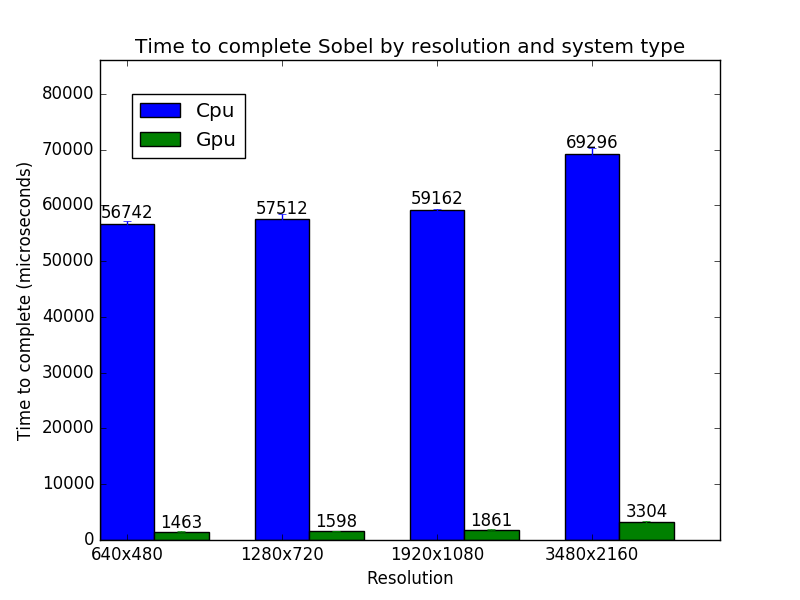 Time to complete Sobel by resolution and system type
80000
70000
60000
50000
40000
30000
20000
10000
0
Time to complete (microseconds)
Cpu
Gpu
56742
1463
57512
1598
59162
1861
69296
3304
640x480
1280x720
1920x1080
3480x2160
Resolution